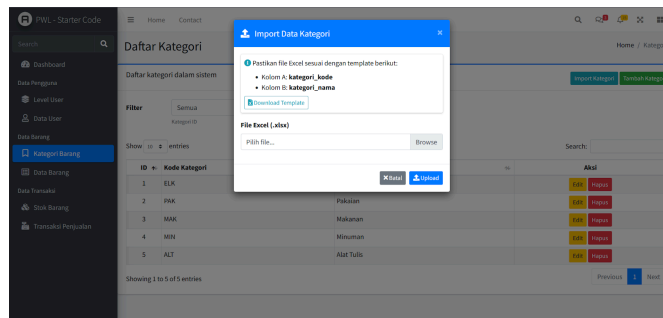 PWL - Starter Code
Home Contact
Search
Dashboard
Data Pengguna
Level User
Data User
Data Barang
Kategori Barang
Data Barang
Data Transaksi
Stok Barang
Transaksi Penjualan
Daftar Kategori
Home / Katego
Daftar kategori dalam sistem
Import Kategori Tambah Katego
Filter Semua
Kategori ID
Show 10 entries
Search:
ID Kode Kategori Aksi
1 ELK Edit Hapus
2 PAK Pakaian Edit Hapus
3 MAK Makanan Edit Hapus
4 MIN Minuman Edit Hapus
5 ALT Alat Tulis Edit Hapus
Showing 1 to 5 of 5 entries
Previous 1 Next
Import Data Kategori ×
Pastikan file Excel sesuai dengan template berikut:
• Kolom A: kategori_kode
• Kolom B: kategori_nama
Download Template
File Excel (.xlsx)
Pilih file... Browse
Batal Upload